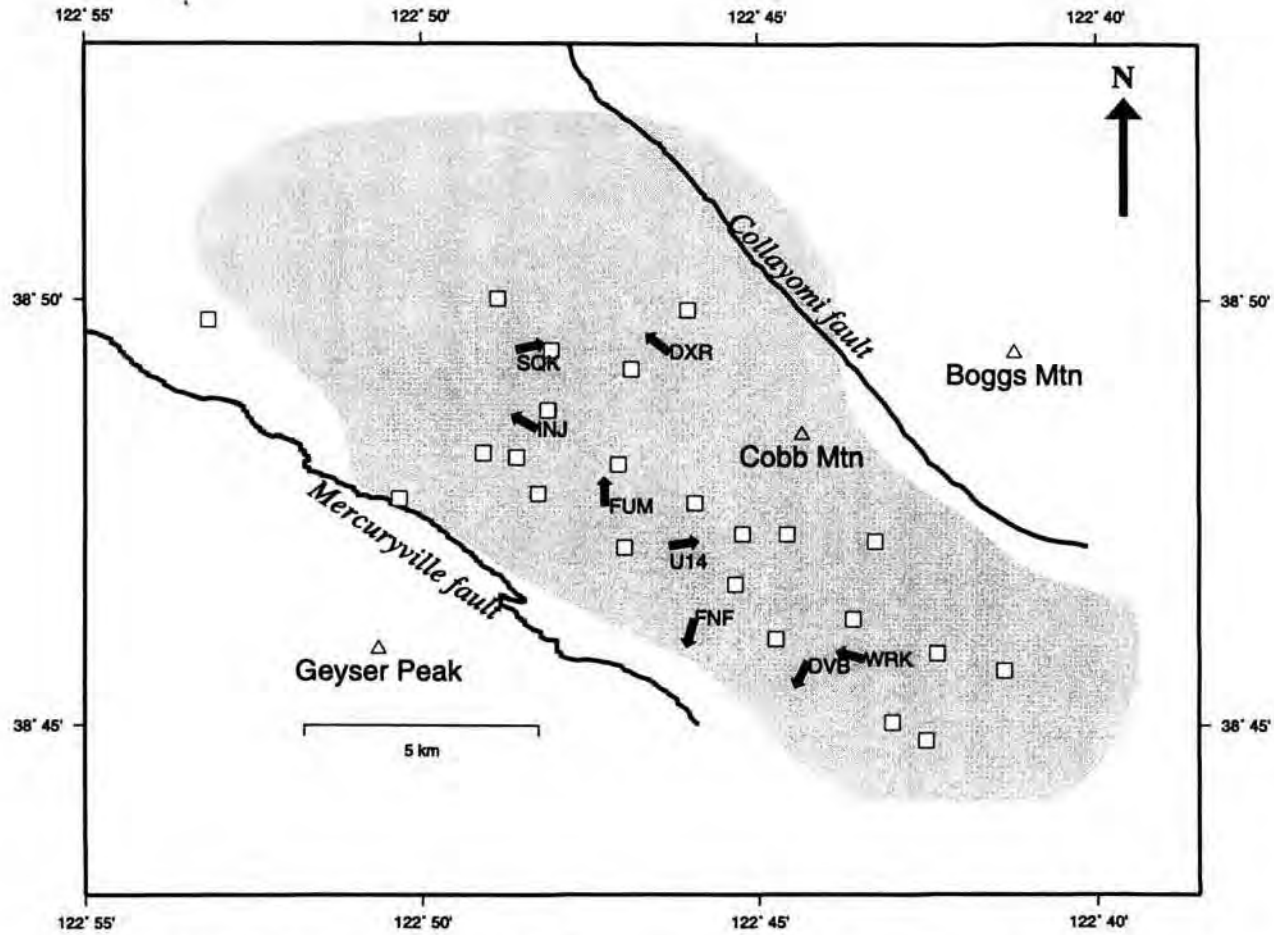 122° 55'
122° 50'
122° 45'
122° 40'
N
Collayomi fault
38° 50'
38° 50'
SQK
DXR
Boggs Mtn
INJ
Cobb Mtn
FUM
Mercuryville fault
U14
FNF
Geyser Peak
DVB
WRK
38° 45'
38° 45'
5 km
122° 55'
122° 50'
122° 45'
122° 40'